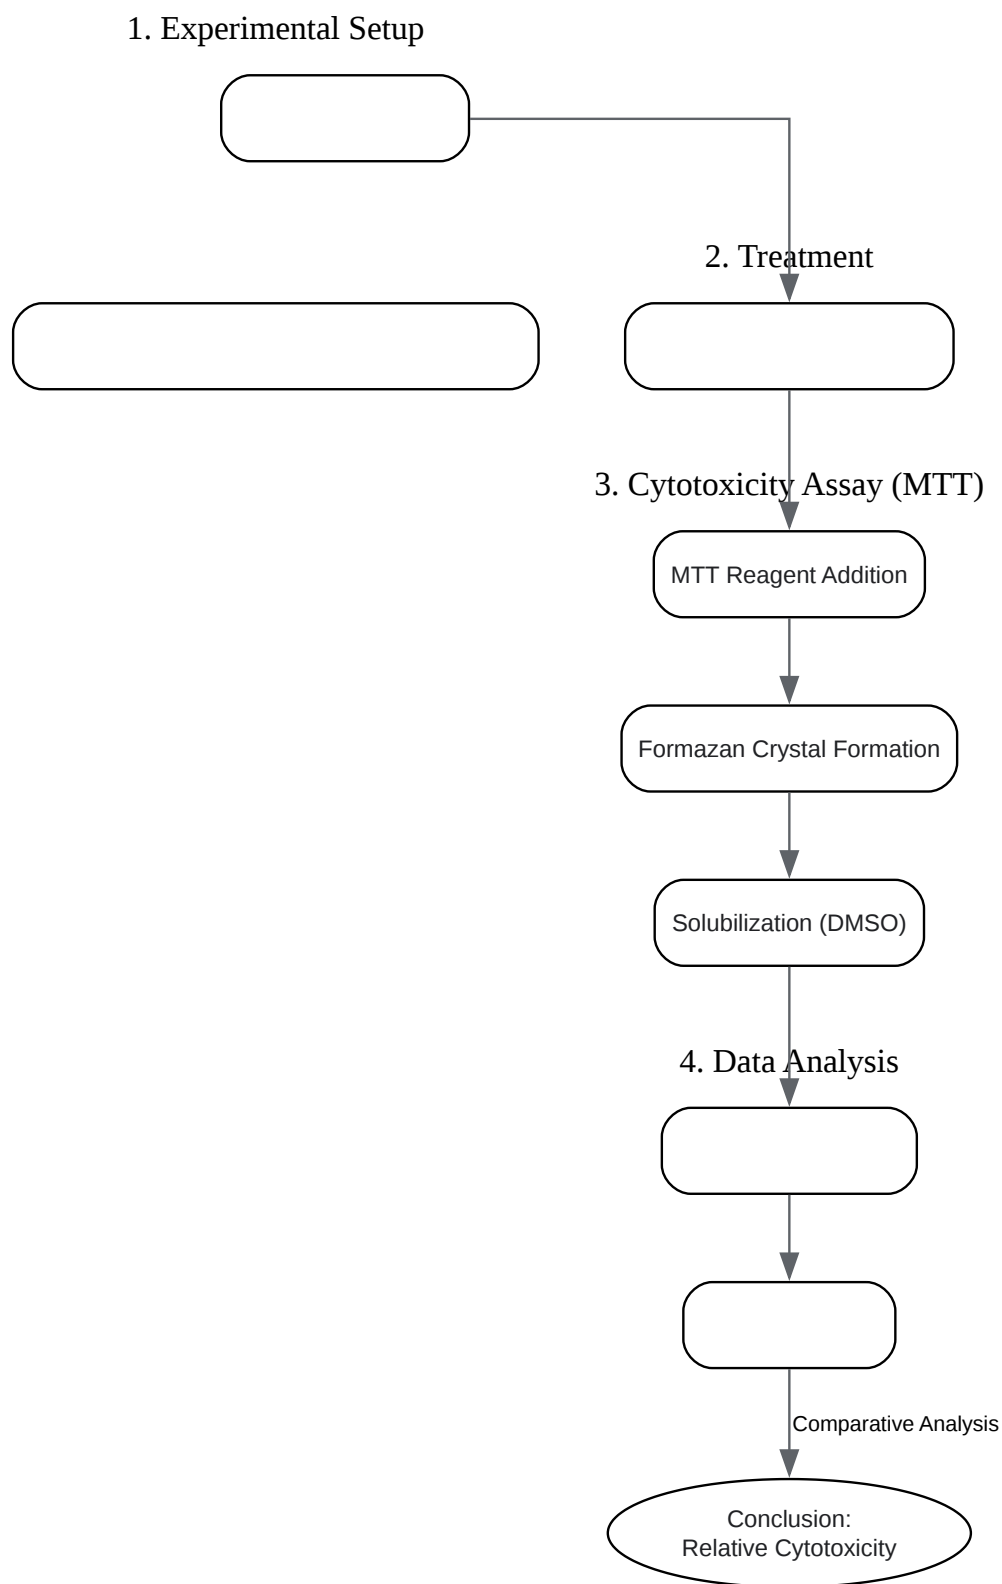 1. Experimental Setup
2. Treatment
3. Cytotoxicity Assay (MTT)
MTT Reagent Addition
Formazan Crystal Formation
Solubilization (DMSO)
4. Data Analysis
Comparative Analysis
Conclusion:
Relative Cytotoxicity